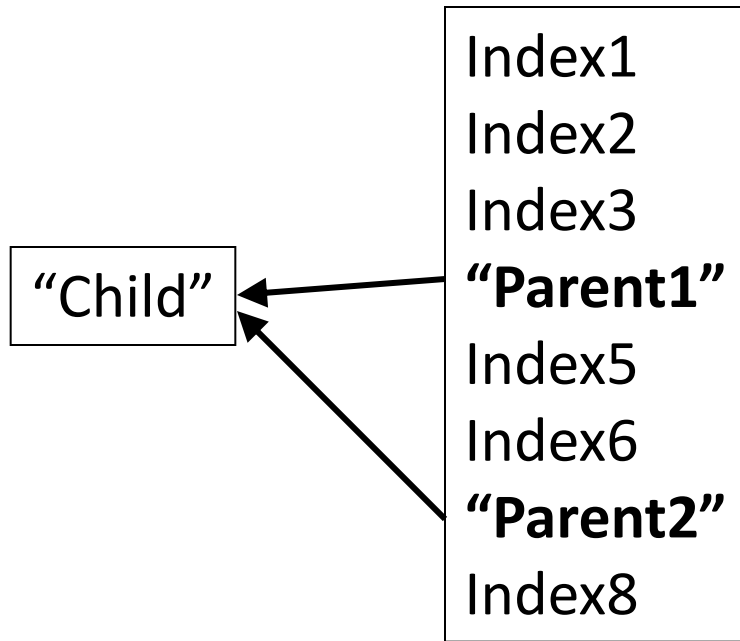 “Child”
Index1
Index2
Index3
“Parent1”
Index5
Index6
“Parent2”
Index8